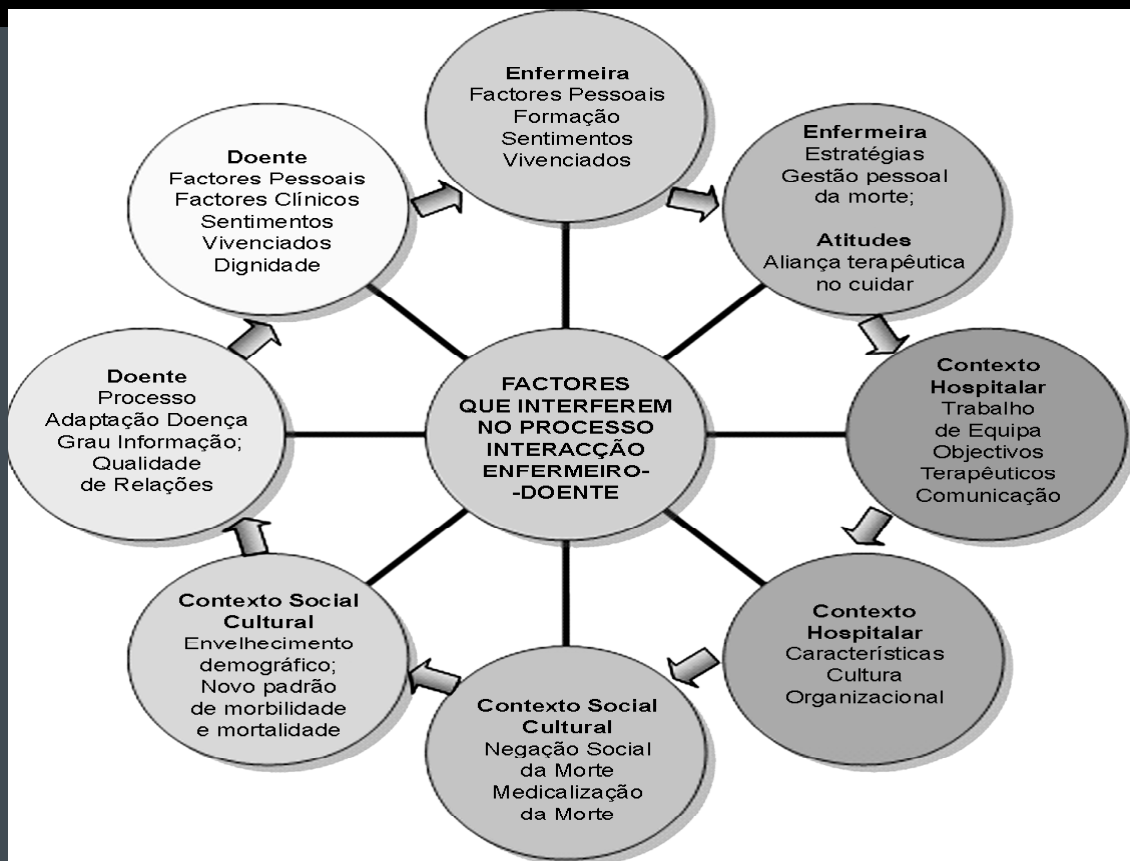 Enfermeira
Factores Pessoais
Formação
Sentimentos
Vivenciados
Enfermeira
Estratégias
Gestão pessoal
da morte;
Atitudes
Aliança terapêutica
no cuidar
Contexto
Hospitalar
Trabalho
de Equipa
Objectivos
Terapêuticos
Comunicação
Contexto
Hospitalar
Características
Cultura
Organizacional
Contexto Social
Cultural
Negação Social
da Morte
Medicalização
da Morte
Contexto Social
Cultural
Envelhecimento
demográfico;
Novo padrão
de morbilidade
e mortalidade
Doente
Processo
Adaptação Doença
Grau Informação;
Qualidade
de Relações
Doente
Factores Pessoais
Factores Clínicos
Sentimentos
Vivenciados
Dignidade
FACTORES
QUE INTERFEREM
NO PROCESSO
INTERACÇÃO
ENFERMEIRO-
-DOENTE